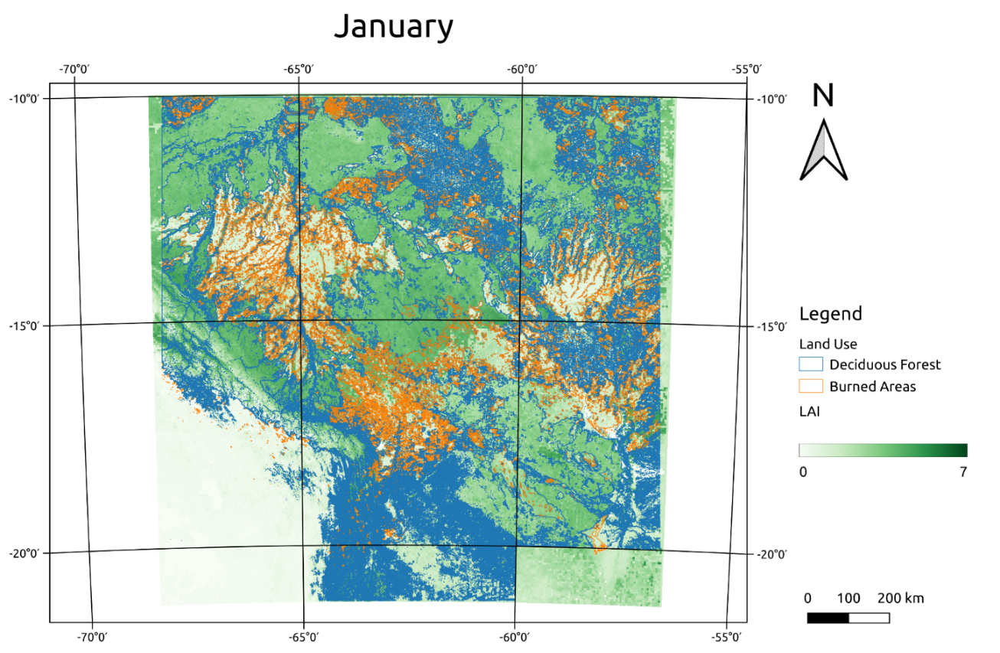 January
-70°0′ -65°0′ -60°0′ -55°0′
-10°0′ -10°0′
N
-15°0′ -15°0′
Legend
Land Use
Deciduous Forest
Burned Areas
LAI
0 7
-20°0′ -20°0′
0 100 200 km
-70°0′ -65°0′ -60°0′ -55°0′